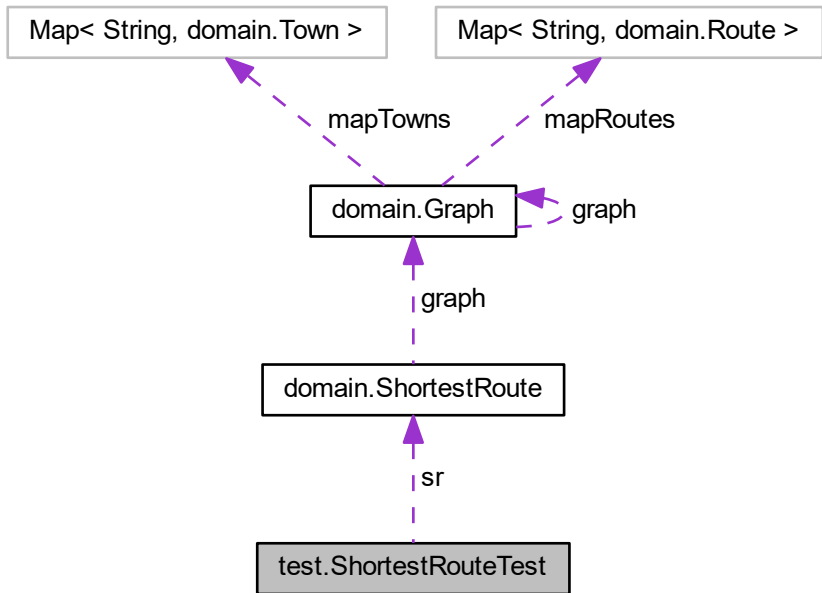 Map< String, domain.Town >
Map< String, domain.Route >
mapTowns
mapRoutes
domain.Graph
graph
graph
domain.ShortestRoute
sr
test.ShortestRouteTest